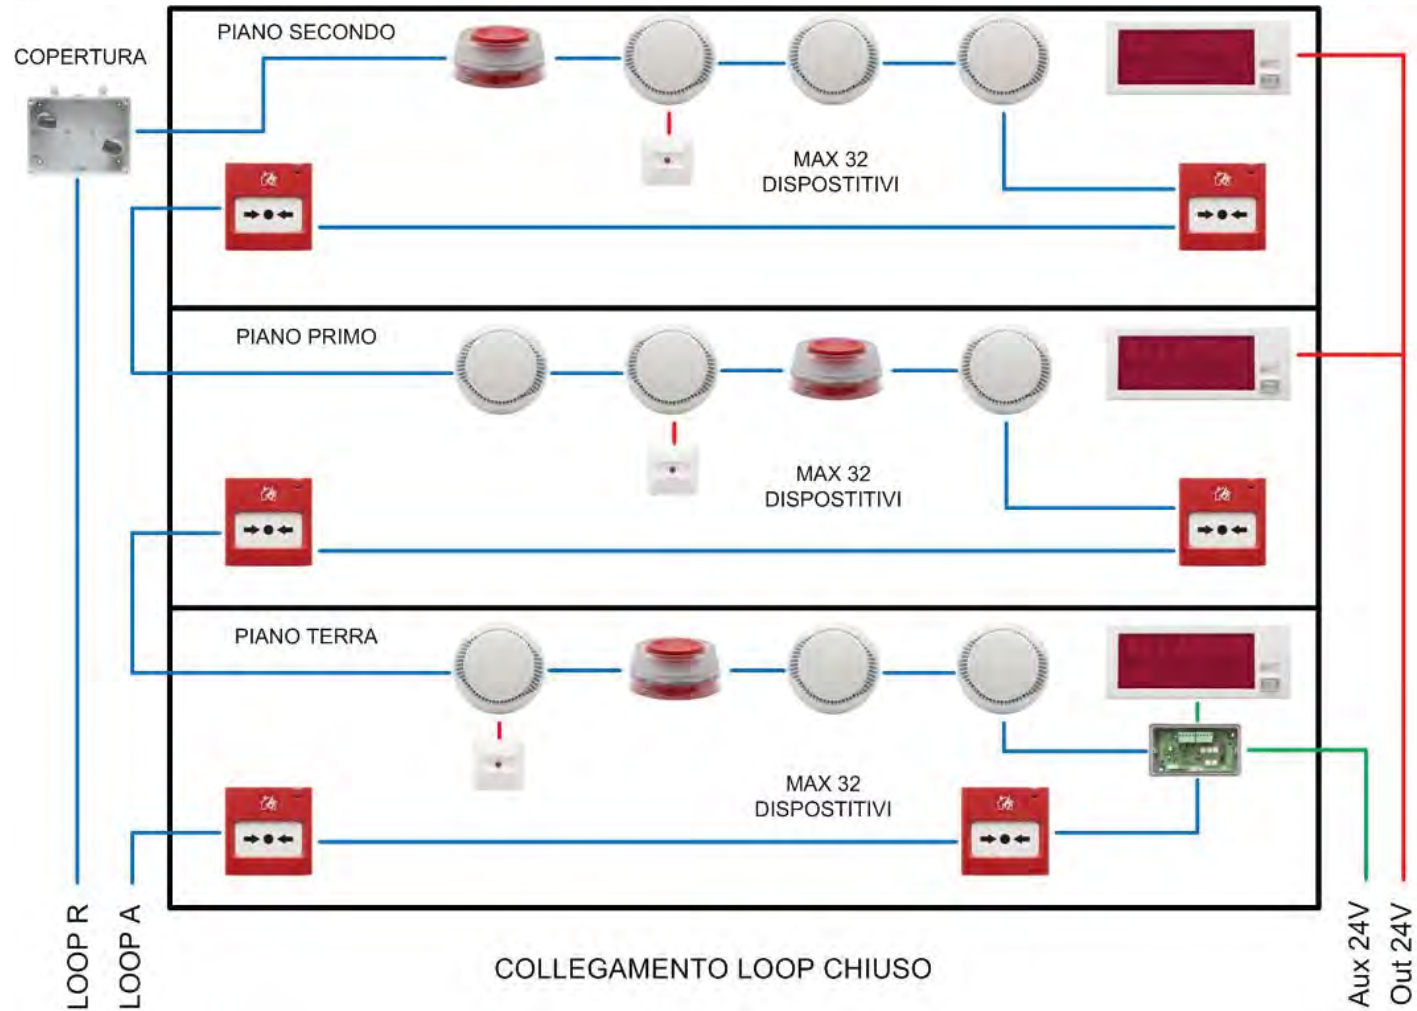 PIANO SECONDO
COPERTURA
MAX 32
DISPOSTITIVI
PIANO PRIMO
MAX 32
DISPOSTITIVI
PIANO TERRA
MAX 32
DISPOSTITIVI
LOOP R
LOOP A
Aux 24V
Out 24V
COLLEGAMENTO LOOP CHIUSO